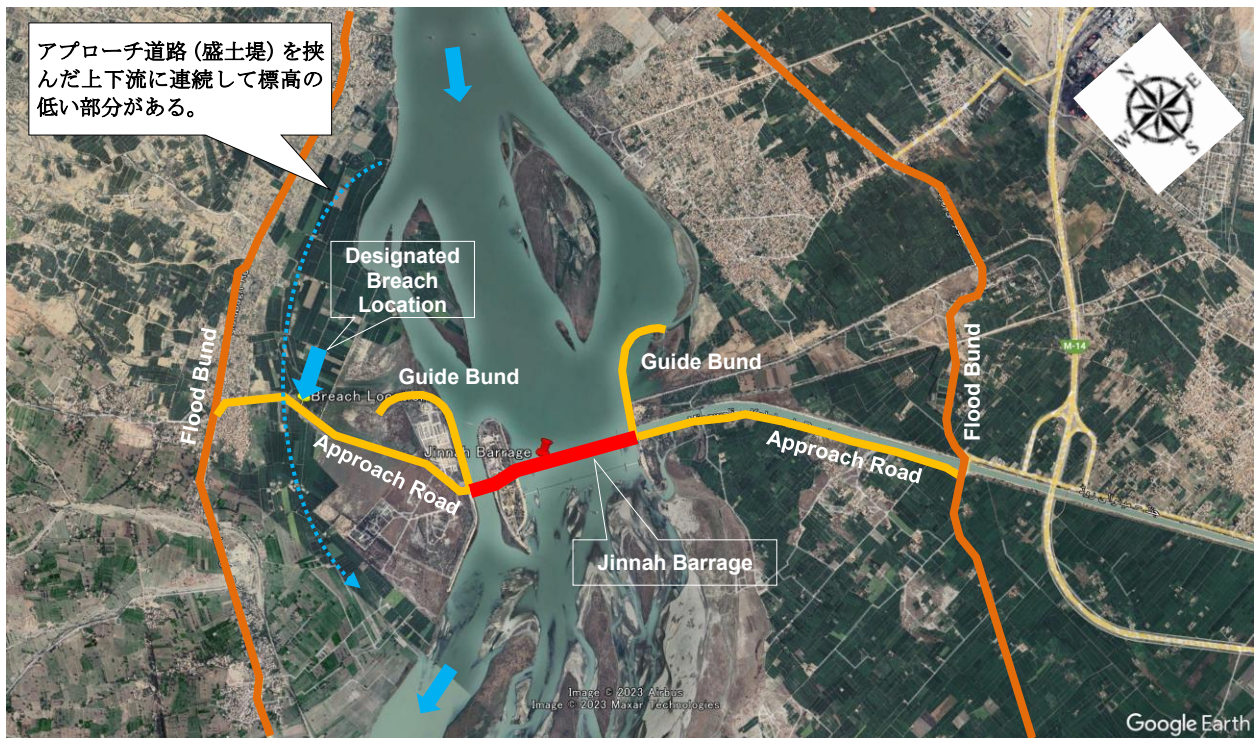 アプローチ道路（盛土堤）を挟
んだ上下流に連続して標高の
低い部分がある。
N
E
W
S
Designated
Breach
Location
Flood Bund
Breach Loc
Guide Bund
Guide Bund
M-14
Flood Bund
Approach Road
Jinnah Barrage
Approach Road
Jinnah Barrage
Image © 2023 Airbus
Image © 2023 Maxar Technologies
Google Earth